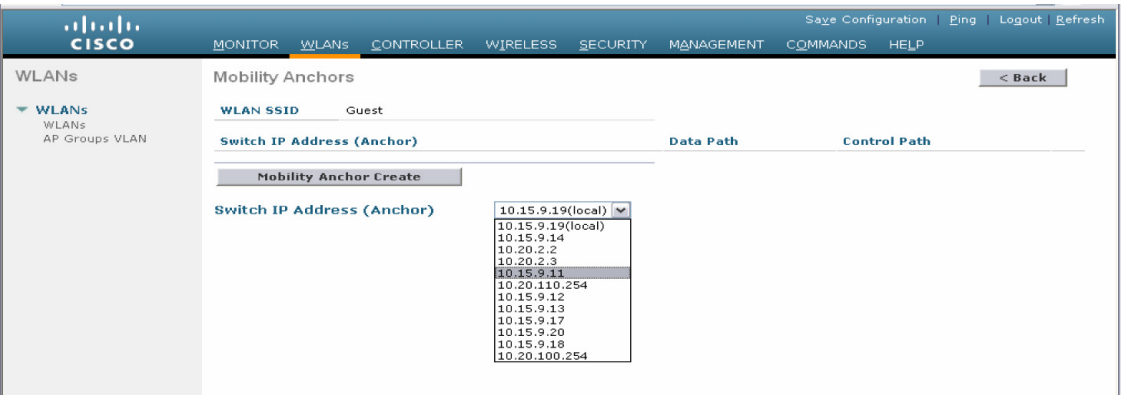 Save Configuration | Ping | Logout | Refresh
CISCO
MONITOR WLANs CONTROLLER WIRELESS SECURITY MANAGEMENT COMMANDS HELP
WLANs
WLANs
WLANs
AP Groups VLAN
Mobility Anchors
< Back
WLAN SSID Guest
Switch IP Address (Anchor) Data Path Control Path
Mobility Anchor Create
Switch IP Address (Anchor) 10.15.9.19(local)
10.15.9.19(local)
10.15.9.14
10.20.2.2
10.20.2.3
10.15.9.11
10.20.110.254
10.15.9.12
10.15.9.13
10.15.9.17
10.15.9.20
10.15.9.18
10.20.100.254